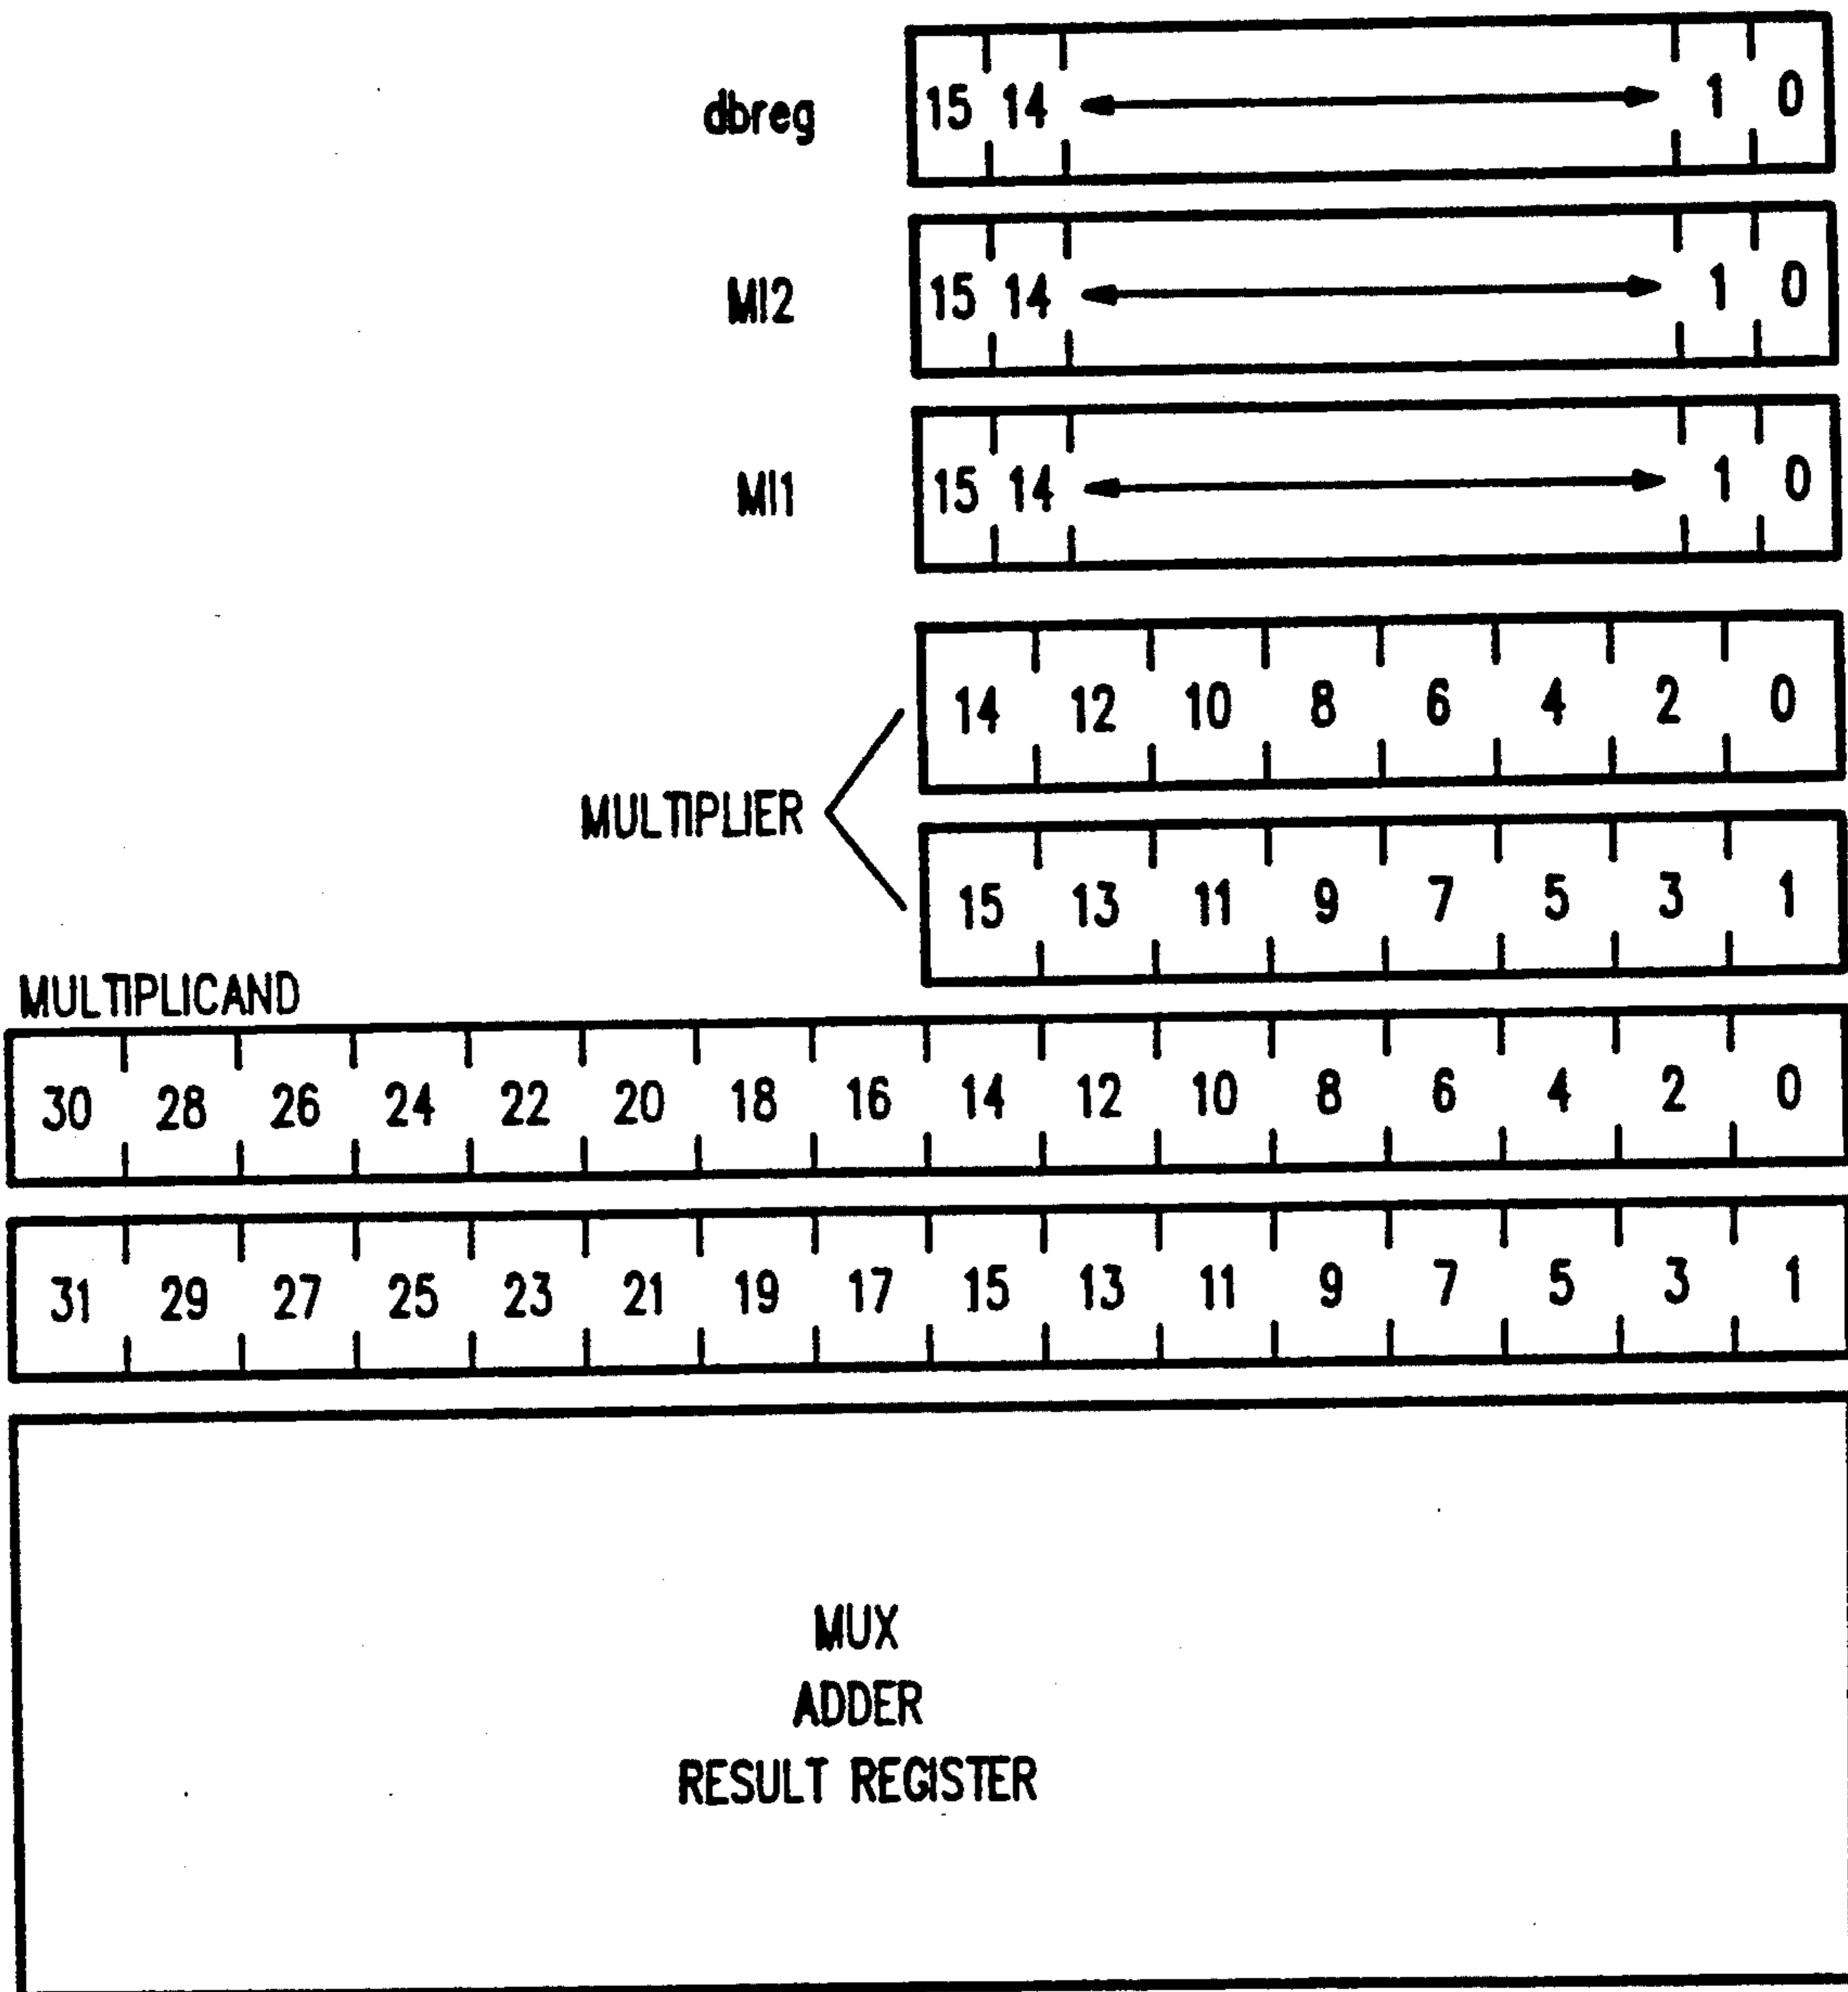 dbreg 15 14 1 0
MI2 15 14 1 0
MI1 15 14 1 0
14 12 10 8 6 4 2 0
MULTIPLIER
15 13 11 9 7 5 3 1
MULTIPLICAND
30 28 26 24 22 20 18 16 14 12 10 8 6 4 2 0
31 29 27 25 23 21 19 17 15 13 11 9 7 5 3 1
MUX
ADDER
RESULT REGISTER